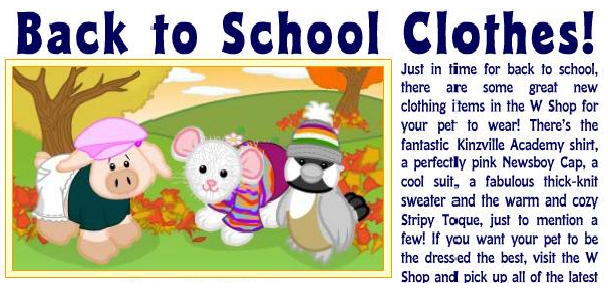 Back to School Clothes!
Just in time for back to school,
there are some great new
clothing items in the W Shop for
your pet to wear! There's the
fantastic Kinzville Academy shirt,
a perfectly pink Newsboy Cap, a
cool suit, a fabulous thick-knit
sweater and the warm and cozy
Stripy Toque, just to mention a
few! If you want your pet to be
the dressed the best, visit the W
Shop and pick up all of the latest